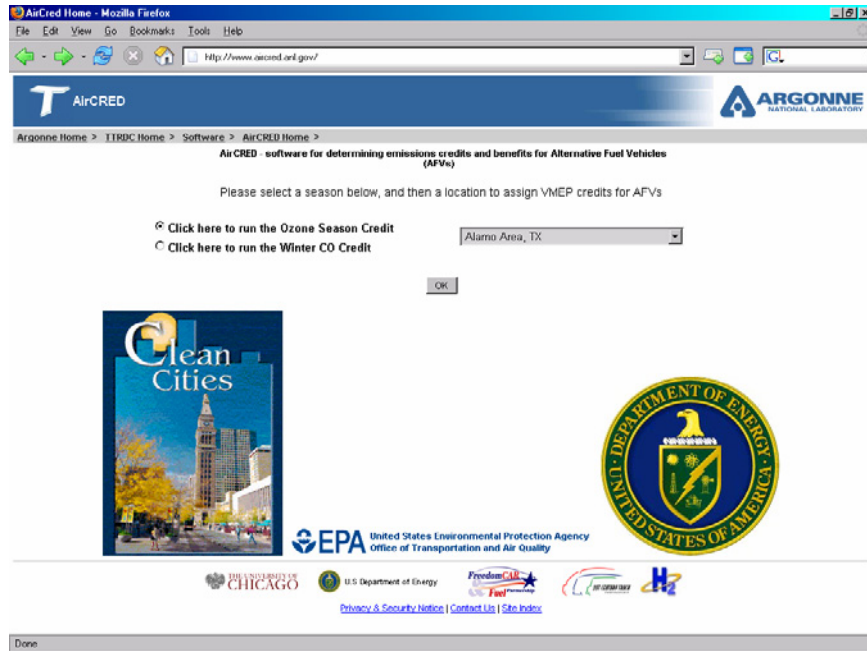 AirCred Home - Mozilla Firefox
File Edit View Go Bookmarks Tools Help
http://www.aircred.anl.gov/
G.
T AirCRED
ARGONNE
NATIONAL LABORATORY
Argonne Home > TTRDC Home > Software > AirCRED Home >
AirCRED - software for determining emissions credits and benefits for Alternative Fuel Vehicles
(AFVs)
Please select a season below, and then a location to assign VMEP credits for AFVs
Click here to run the Ozone Season Credit
Alamo Area, TX
Click here to run the Winter CO Credit
OK
Clean
Cities
DEPARTMENT OF ENERGY
UNITED STATES OF AMERICA
EPA United States Environmental Protection Agency
Office of Transportation and Air Quality
THE UNIVERSITY OF
CHICAGO
U.S Department of Energy
FreedomCAR
Fuel Partnership
21ST CENTURY TRUCK
H2
Privacy & Security Notice | Contact Us | Site Index
Done